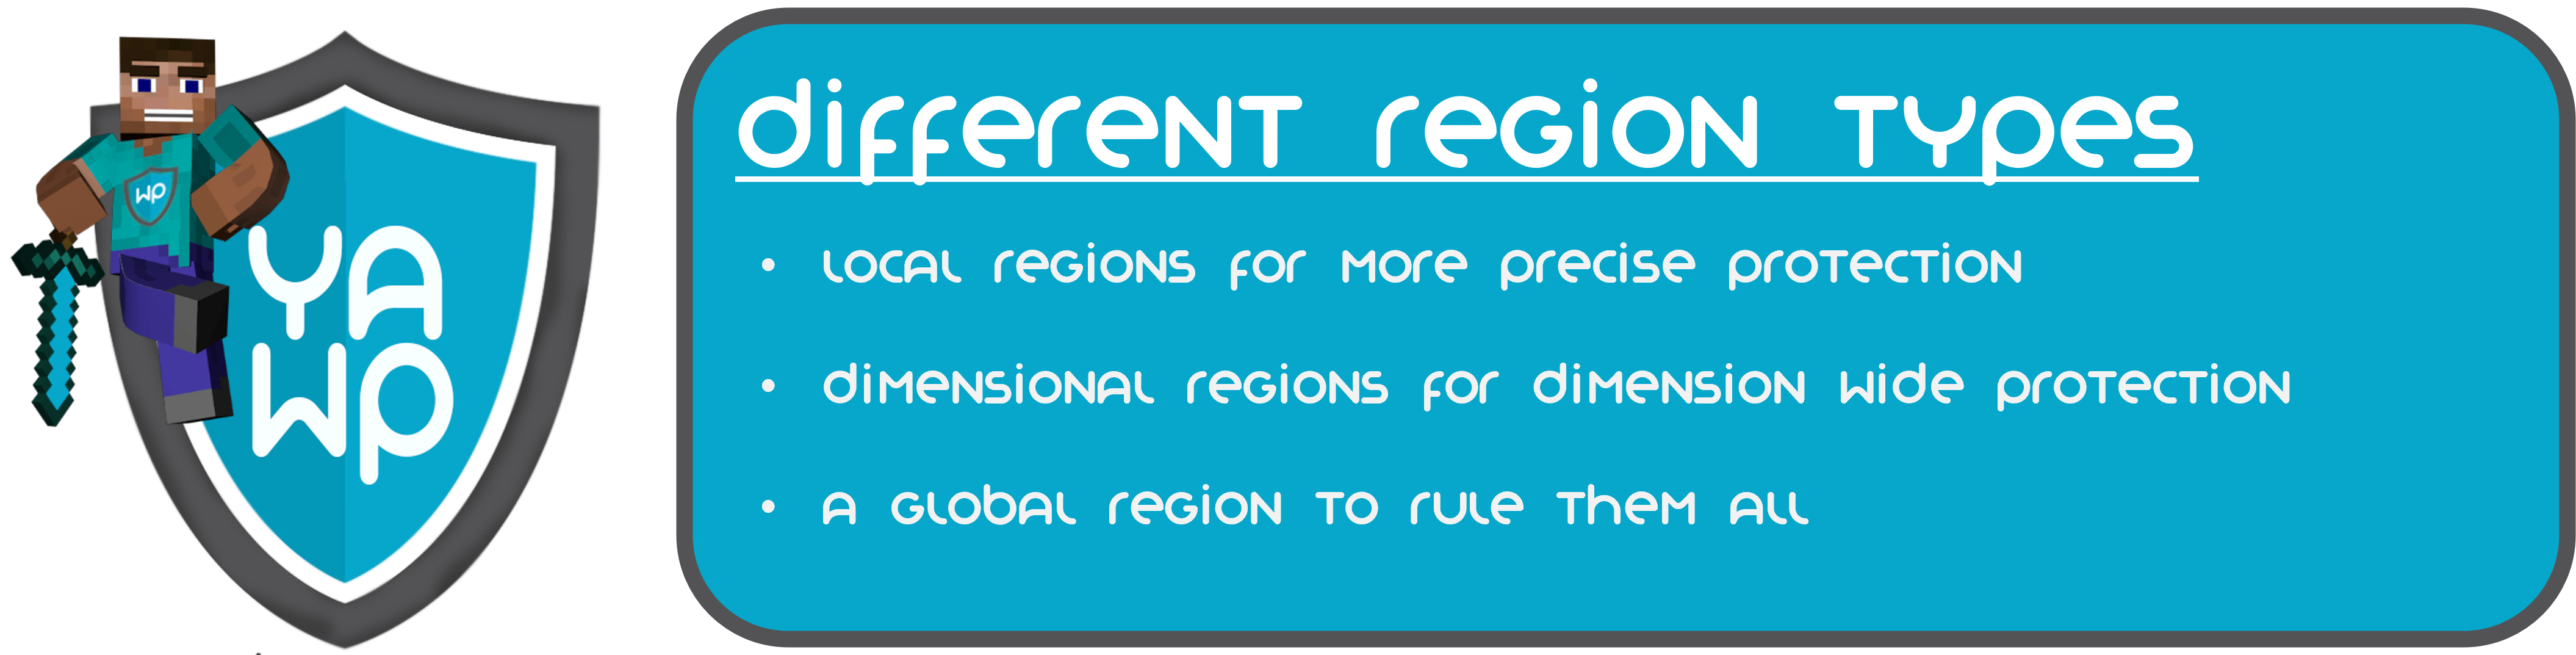 WP
YA
WP
different region types
• local regions for more precise protection
• dimensional regions for dimension wide protection
• a global region to rule them all